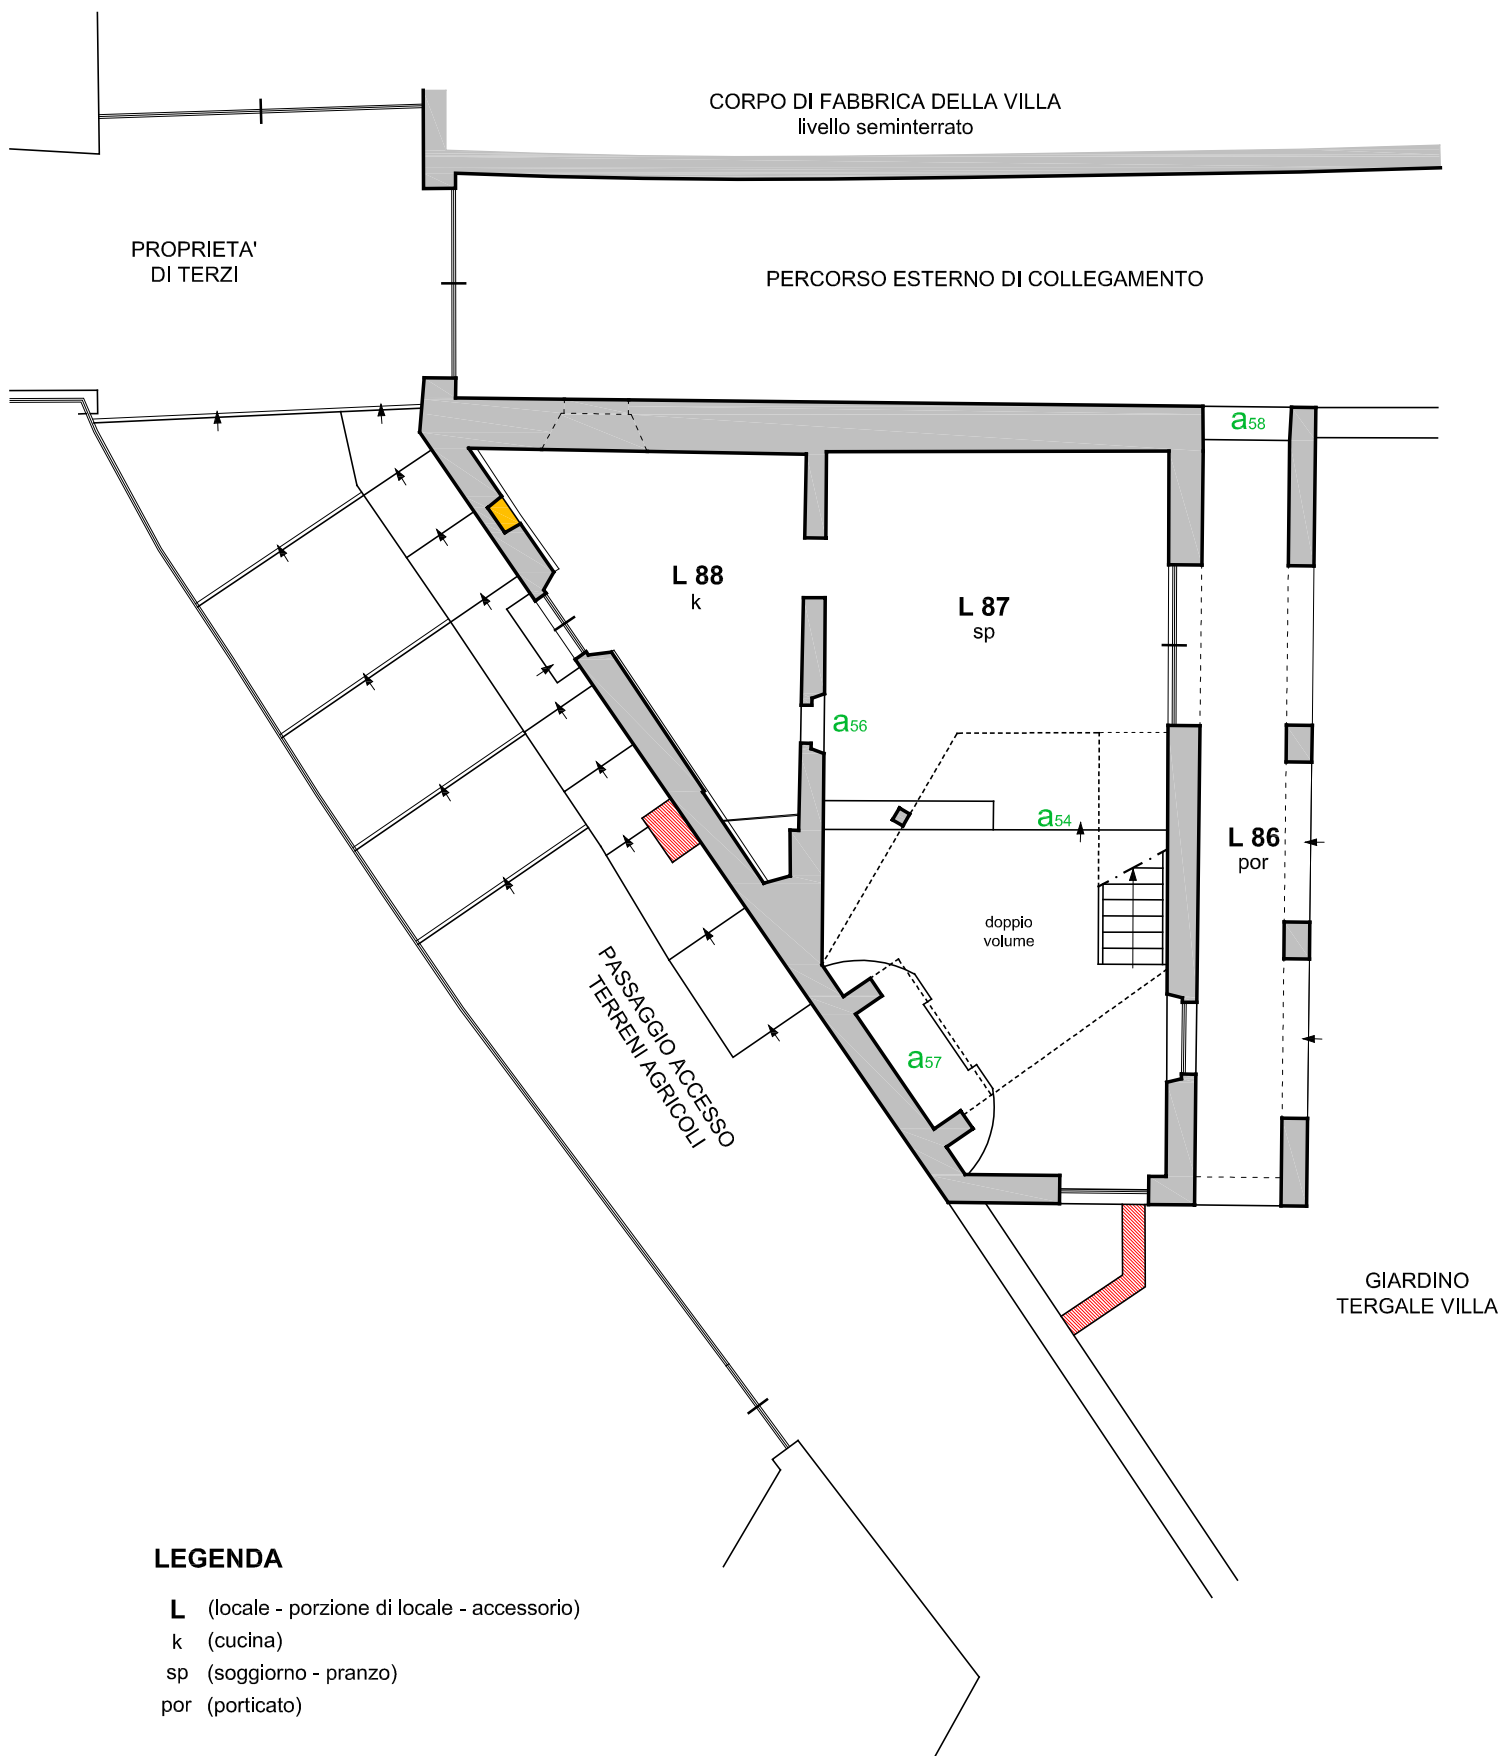 CORPO DI FABBRICA DELLA VILLA
livello seminterrato
PROPRIETA'
DI TERZI
PERCORSO ESTERNO DI COLLEGAMENTO
a58
L 88
k
L 87
sp
a56
a54
L 86
por
doppio
volume
a57
PASSAGGIO ACCESSO
TERRENI AGRICOLI
GIARDINO
TERGALE VILLA
LEGENDA
L (locale - porzione di locale - accessorio)
k (cucina)
sp (soggiorno - pranzo)
por (porticato)